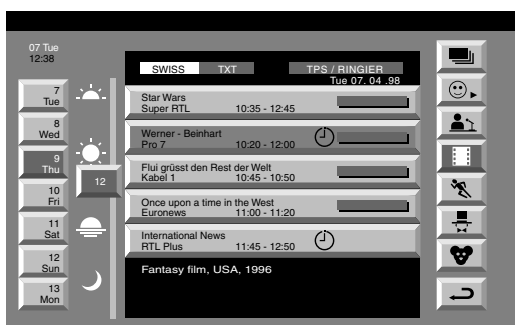 07 Tue
12:38
SWISS TXT TPS / RINGIER
Tue 07. 04 .98
7
Tue
8
Wed
9
Thu
10
Fri
11
Sat
12
Sun
13
Mon
12
Star Wars
Super RTL 10:35 - 12:45
Werner - Beinhart
Pro 7 10:20 - 12:00
Flui grüsst den Rest der Welt
Kabel 1 10:45 - 10:50
Once upon a time in the West
Euronews 11:00 - 11:20
International News
RTL Plus 11:45 - 12:50
Fantasy film, USA, 1996